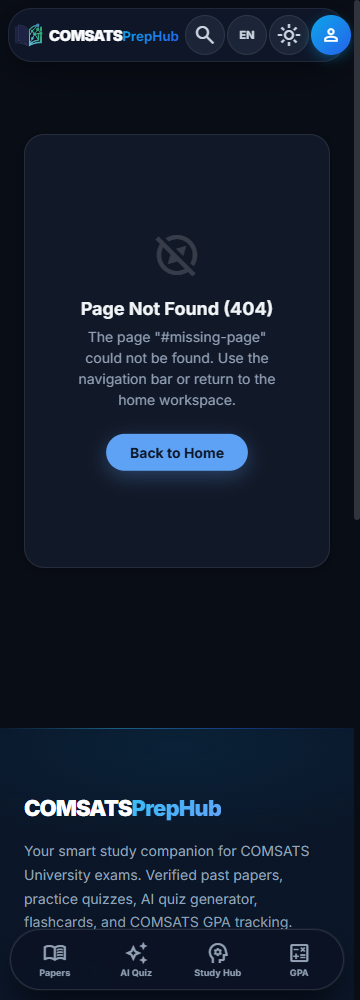 COMSATSPrepHub
EN
Page Not Found (404)
The page "#missing-page"
could not be found. Use the
navigation bar or return to the
home workspace.
Back to Home
COMSATSPrepHub
Your smart study companion for COMSATS
University exams. Verified past papers,
practice quizzes, AI quiz generator,
flashcards, and COMSATS GPA tracking.
Papers
AI Quiz
Study Hub
GPA